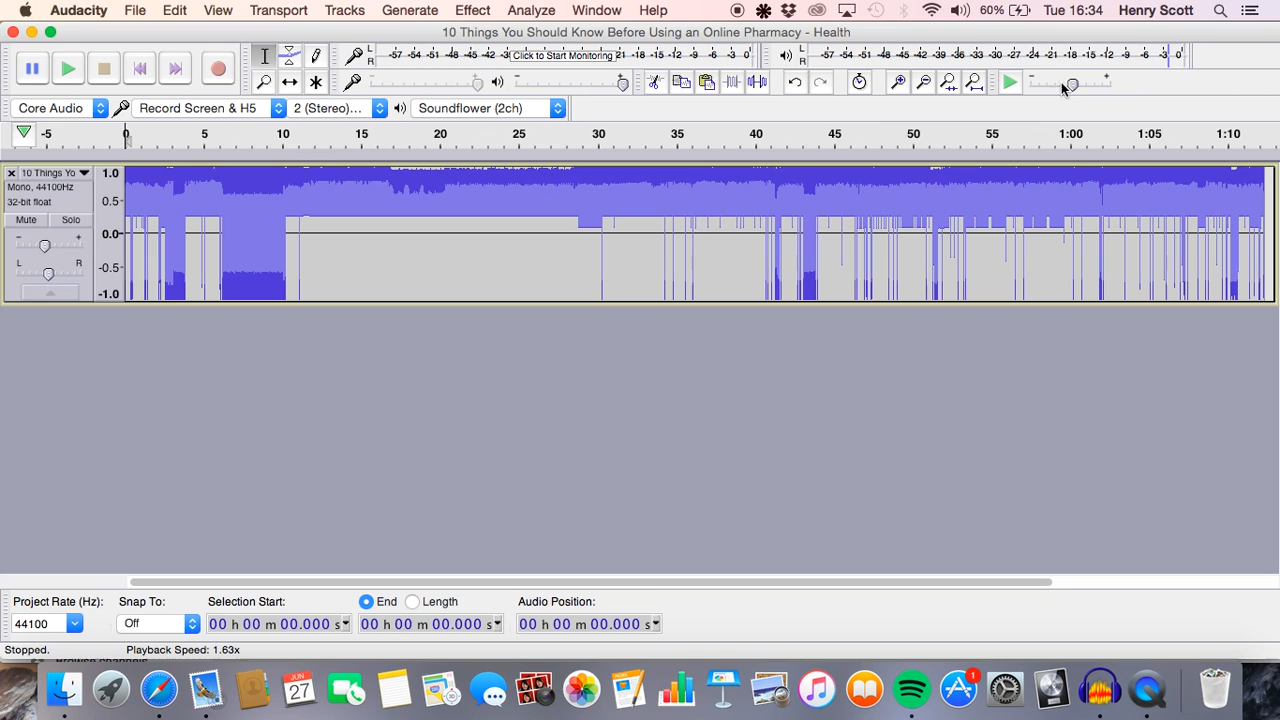 Audacity File Edit View Transport Tracks Generate Effect Analyze Window Help 60% Tue 16:34 Henry Scott
10 Things You Should Know Before Using an Online Pharmacy - Health
L R -57 -54 -51 -48 -45 -42 -3 Click to Start Monitoring 21 -18 -15 -12 -9 -6 -3 0
L R -57 -54 -51 -48 -45 -42 -39 -36 -33 -30 -27 -24 -21 -18 -15 -12 -9 -6 -3 0
- + - + - +
Core Audio Record Screen & H5 2 (Stereo)... Soundflower (2ch)
-5 0 5 10 15 20 25 30 35 40 45 50 55 1:00 1:05 1:10
10 Things Yo 1.0
Mono, 44100Hz
32-bit float 0.5
Mute Solo
- + 0.0
L R -0.5
-1.0
Project Rate (Hz): Snap To: Selection Start: End Length Audio Position:
44100 Off 00 h 00 m 00.000 s 00 h 00 m 00.000 s 00 h 00 m 00.000 s
Stopped. Playback Speed: 1.63x
JUN
27
1